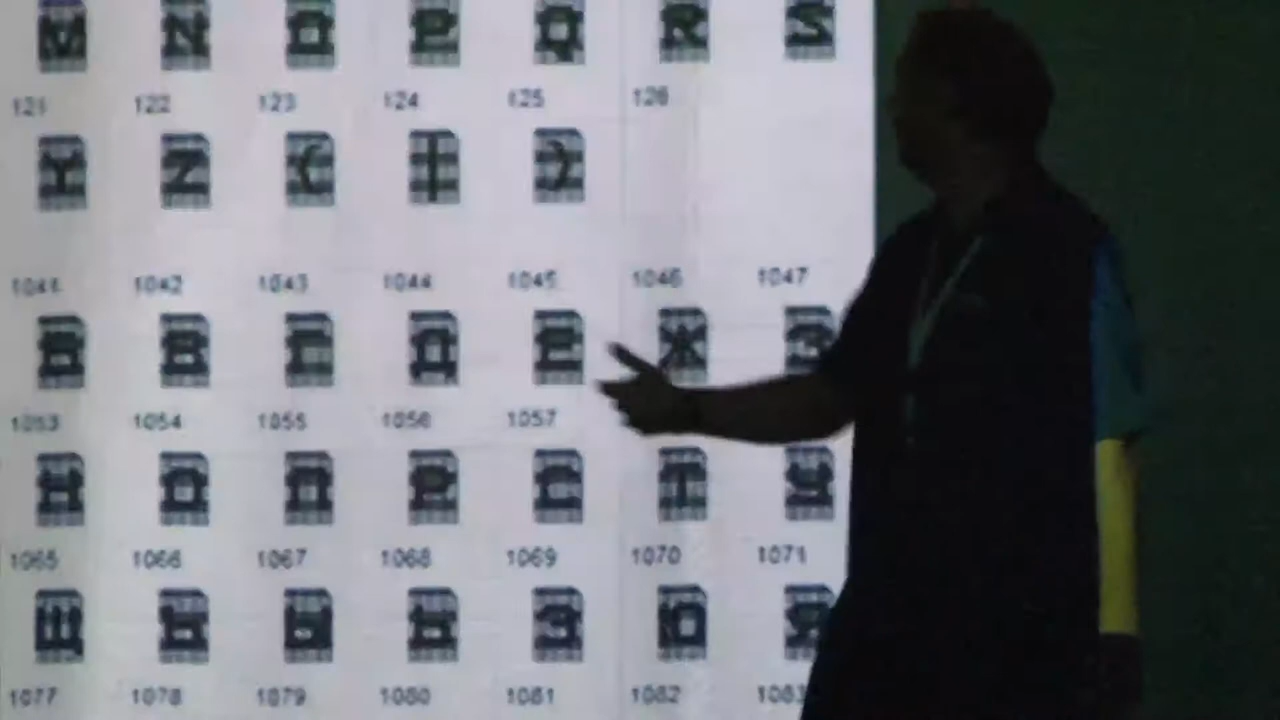 M N O P Q R S
121 122 123 124 125 126
Y Z { | }
1041 1042 1043 1044 1045 1046 1047
Б В Г Д Е Ж З
1053 1054 1055 1056 1057
Н О П Р С Т У
1065 1066 1067 1068 1069 1070 1071
Щ Ъ Ы Ь Э Ю Я
1077 1078 1079 1080 1081 1082 1083